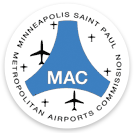 MINNEAPOLIS SAINT PAUL
METROPOLITAN AIRPORTS COMMISSION
MAC